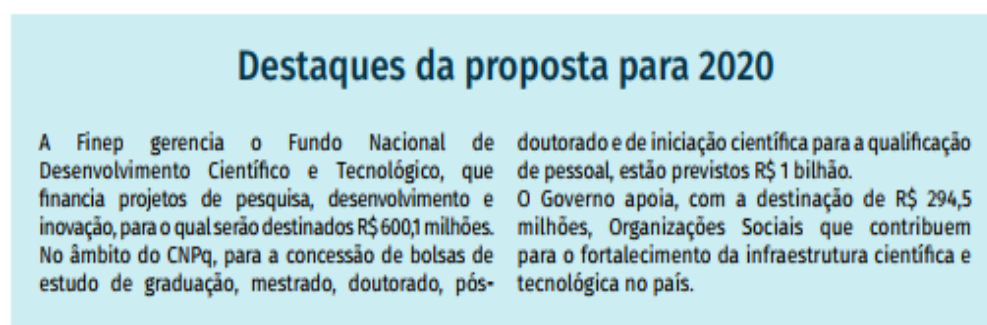 Destaques da proposta para 2020
A Finep gerencia o Fundo Nacional de
Desenvolvimento Científico e Tecnológico, que
financia projetos de pesquisa, desenvolvimento e
inovação, para o qual serão destinados R$ 600,1 milhões.
No âmbito do CNPq, para a concessão de bolsas de
estudo de graduação, mestrado, doutorado, pós-
doutorado e de iniciação científica para a qualificação
de pessoal, estão previstos R$ 1 bilhão.
O Governo apoia, com a destinação de R$ 294,5
milhões, Organizações Sociais que contribuem
para o fortalecimento da infraestrutura científica e
tecnológica no país.